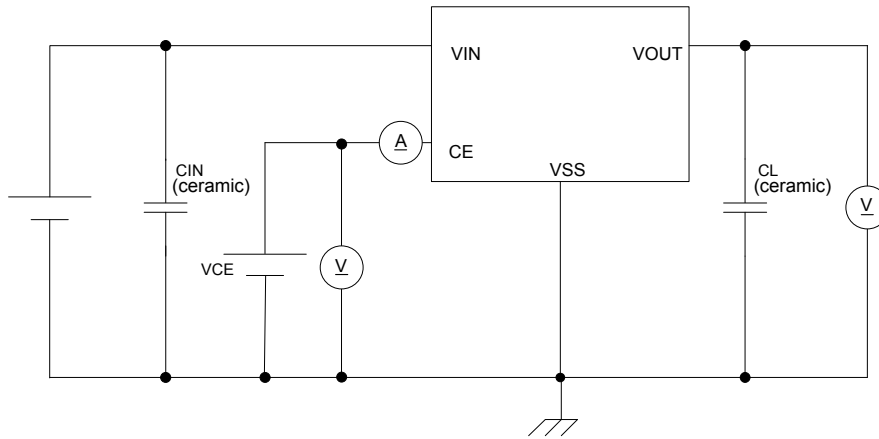 VIN
VOUT
A
CE
VSS
CIN
(ceramic)
CL
(ceramic)
V
VCE
V